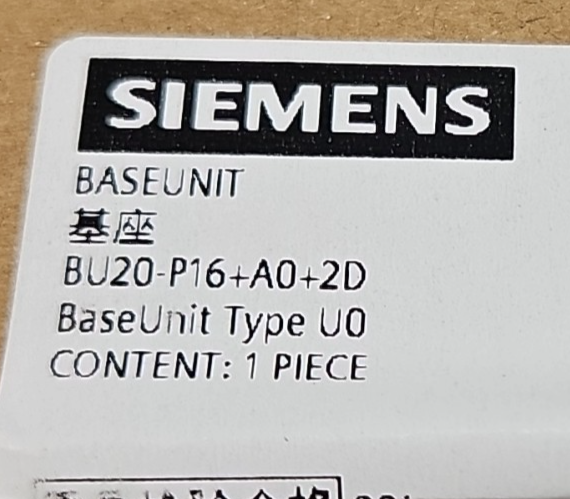 SIEMENS
BASEUNIT
基座
BU20-P16+A0+2D
BaseUnit Type U0
CONTENT: 1 PIECE